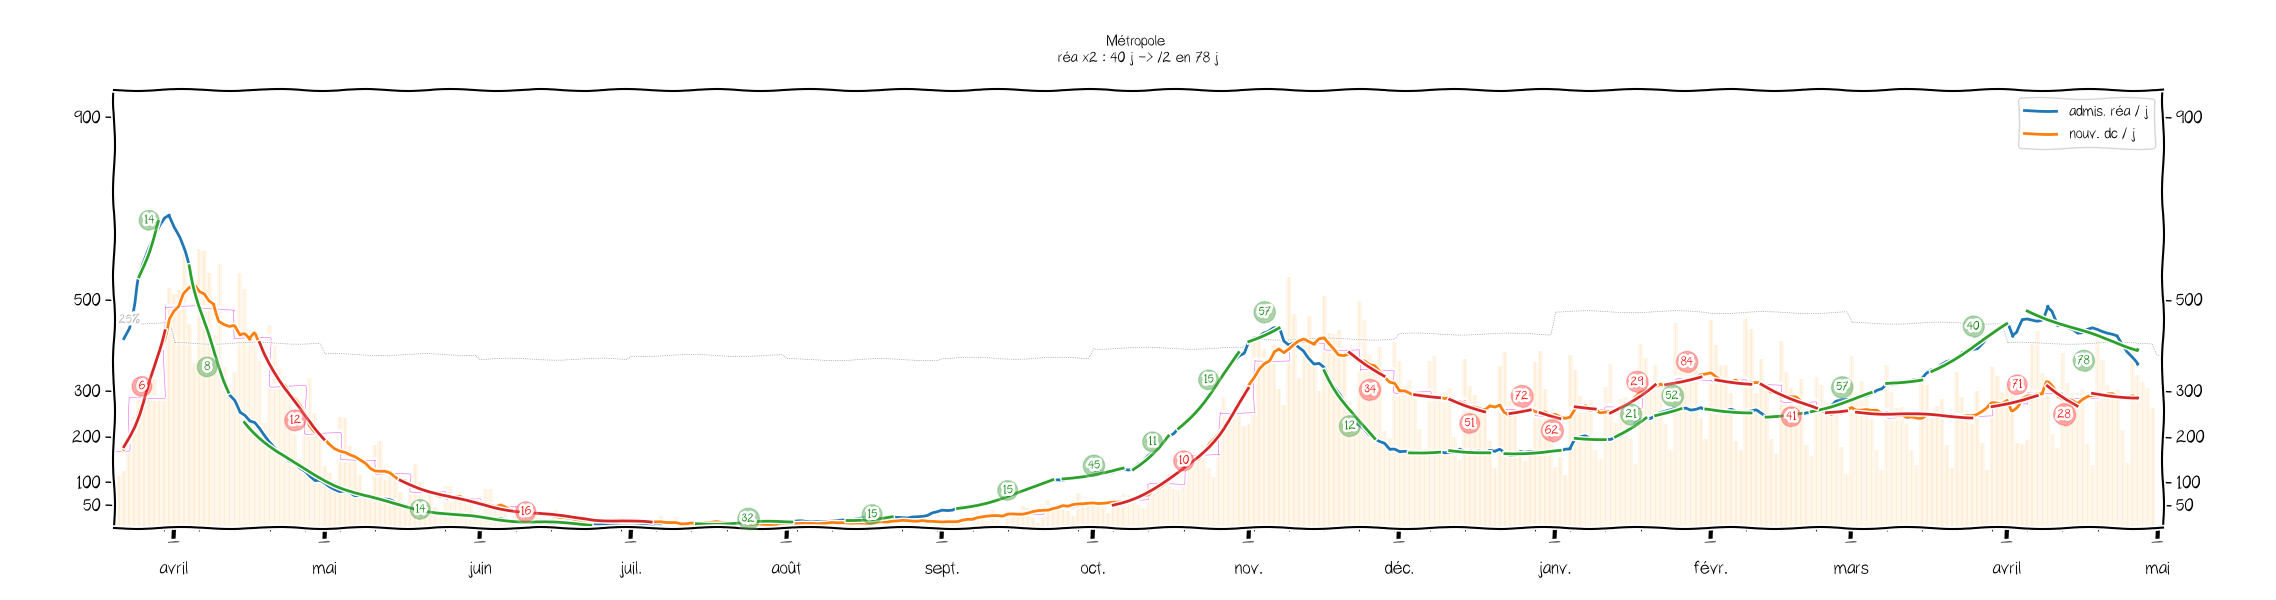 Métropole
réa x2 : 40 j -> /2 en 78 j
900
900
admis. réa / j
nouv. dc / j
14
500
500
25%
57
40
6
8
15
34
72
29
84
57
71
78
300
300
12
11
12
51
62
21
52
41
28
200
200
10
45
100
100
15
14
16
32
15
50
50
avril
mai
juin
juil.
août
sept.
oct.
nov.
déc.
janv.
févr.
mars
avril
mai